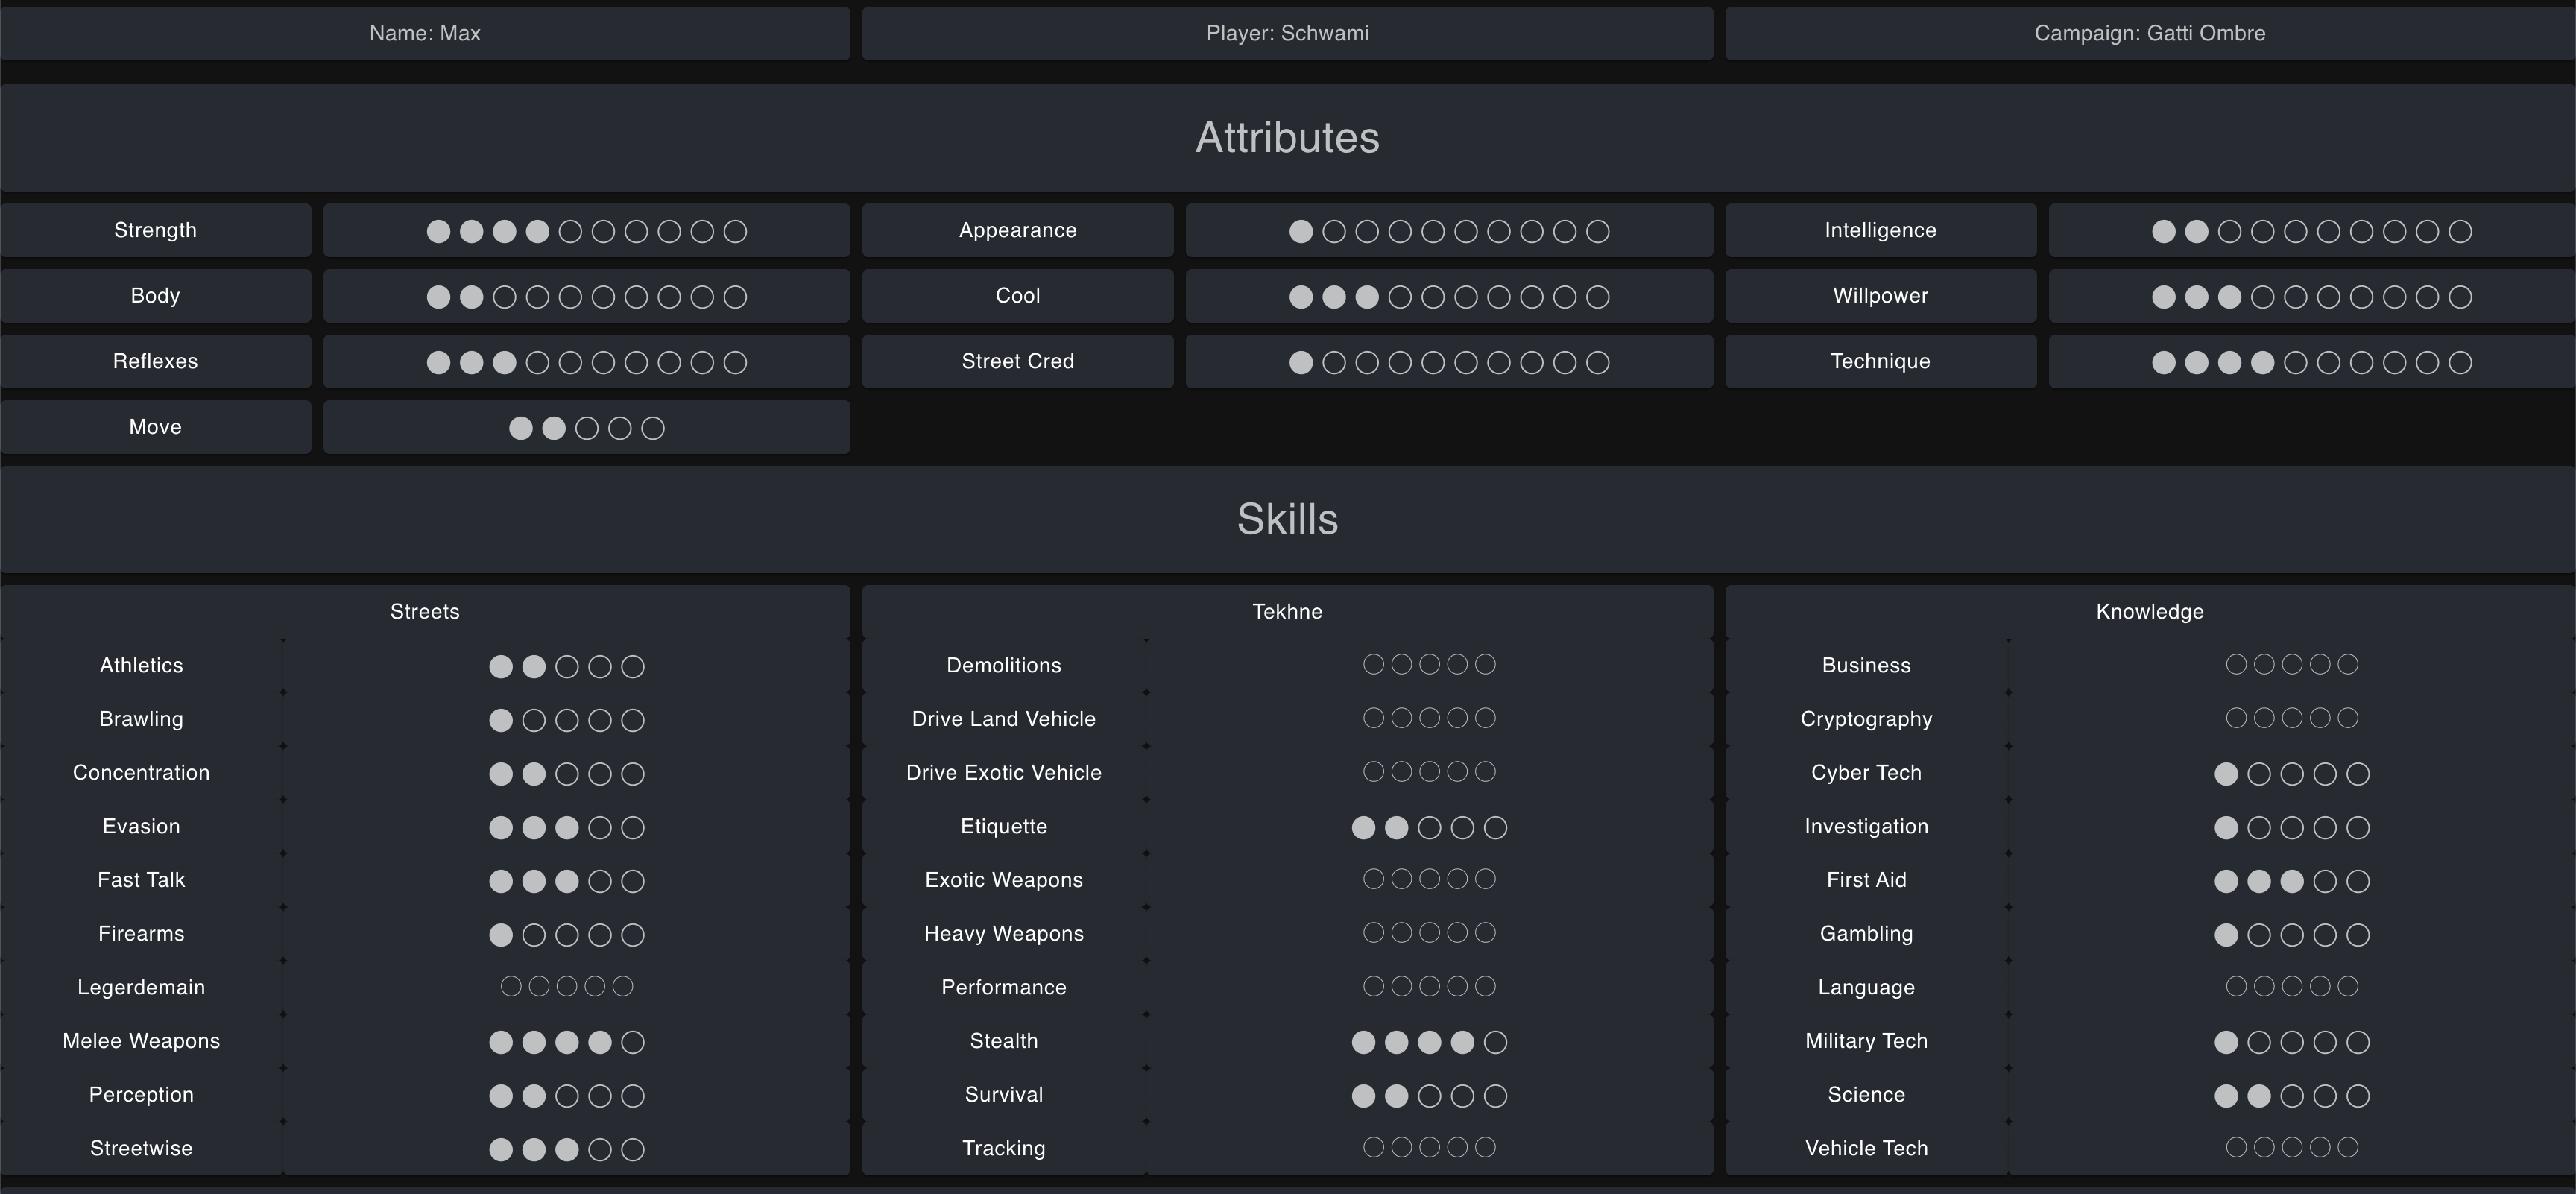 Name: Max Player: Schwami Campaign: Gatti Ombre
Attributes
Strength Appearance Intelligence
Body Cool Willpower
Reflexes Street Cred Technique
Move
Skills
Streets Tekhne Knowledge
Athletics Demolitions Business
Brawling Drive Land Vehicle Cryptography
Concentration Drive Exotic Vehicle Cyber Tech
Evasion Etiquette Investigation
Fast Talk Exotic Weapons First Aid
Firearms Heavy Weapons Gambling
Legerdemain Performance Language
Melee Weapons Stealth Military Tech
Perception Survival Science
Streetwise Tracking Vehicle Tech